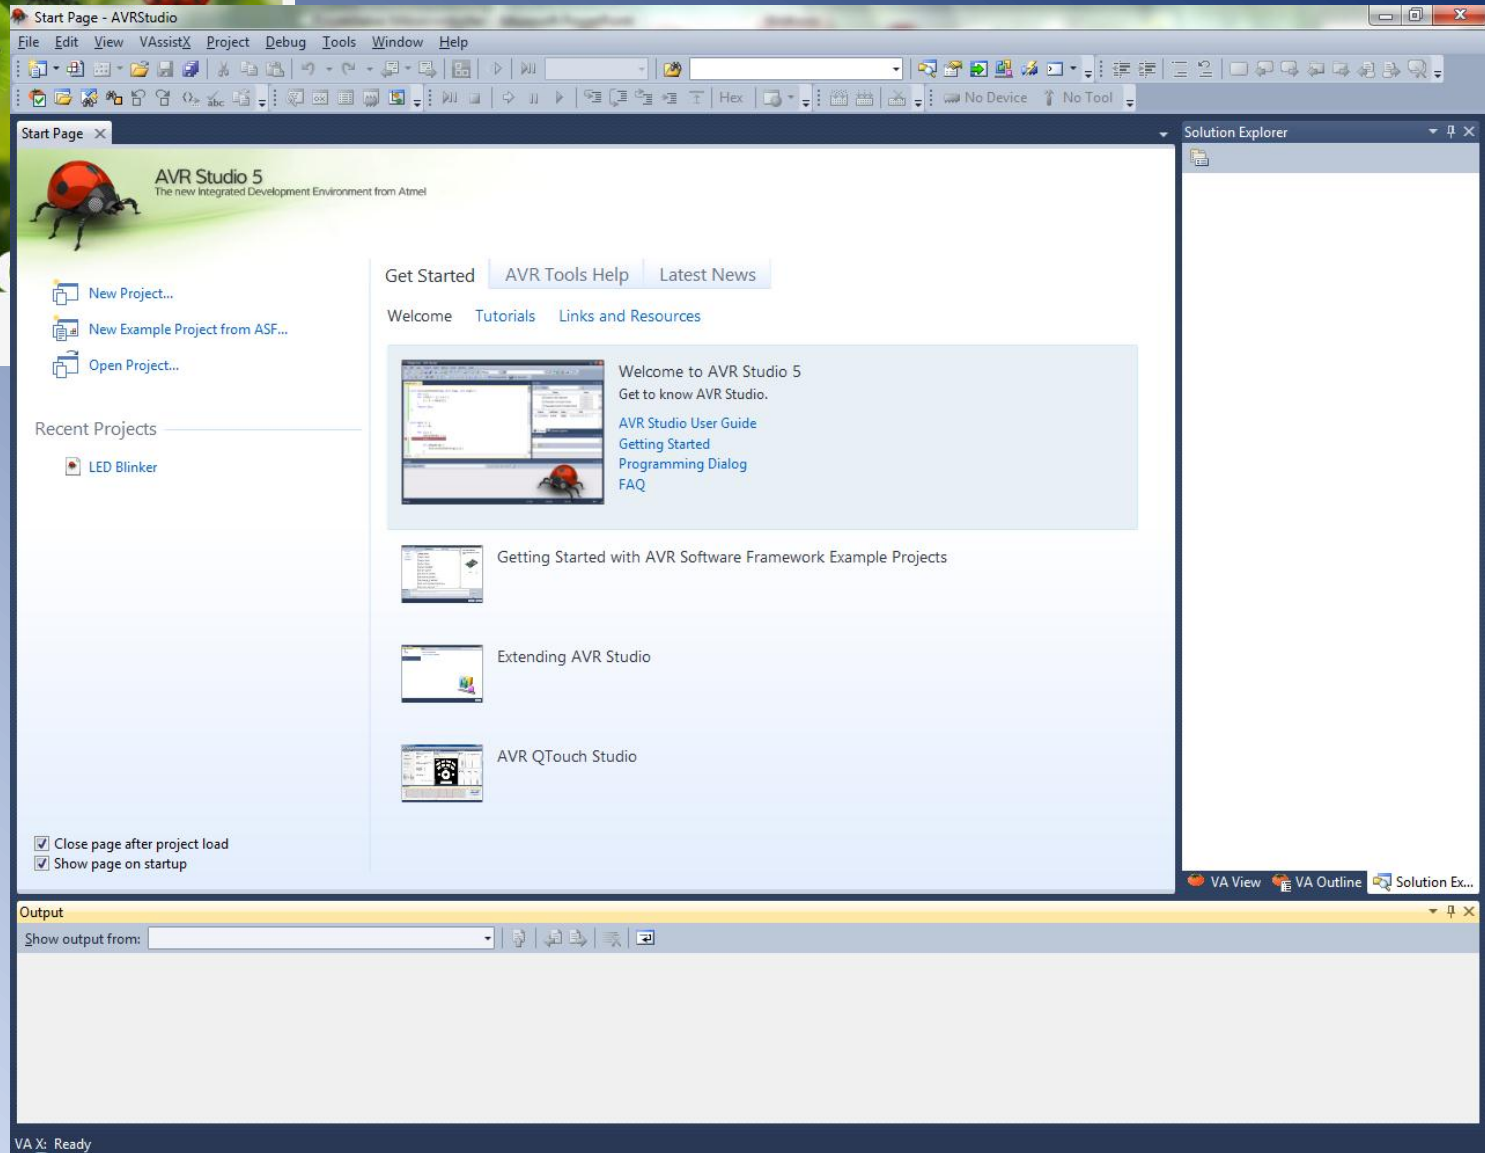 Start Page - AVRStudio
File Edit View VAssistX Project Debug Tools Window Help
Hex No Device No Tool
Start Page
Solution Explorer
AVR Studio 5
The new Integrated Development Environment from Atmel
New Project...
New Example Project from ASF...
Open Project...
Recent Projects
LED Blinker
Get Started AVR Tools Help Latest News
Welcome Tutorials Links and Resources
Welcome to AVR Studio 5
Get to know AVR Studio.
AVR Studio User Guide
Getting Started
Programming Dialog
FAQ
Getting Started with AVR Software Framework Example Projects
Extending AVR Studio
AVR QTouch Studio
Close page after project load
Show page on startup
VA View VA Outline Solution Ex...
Output
Show output from:
VA X: Ready